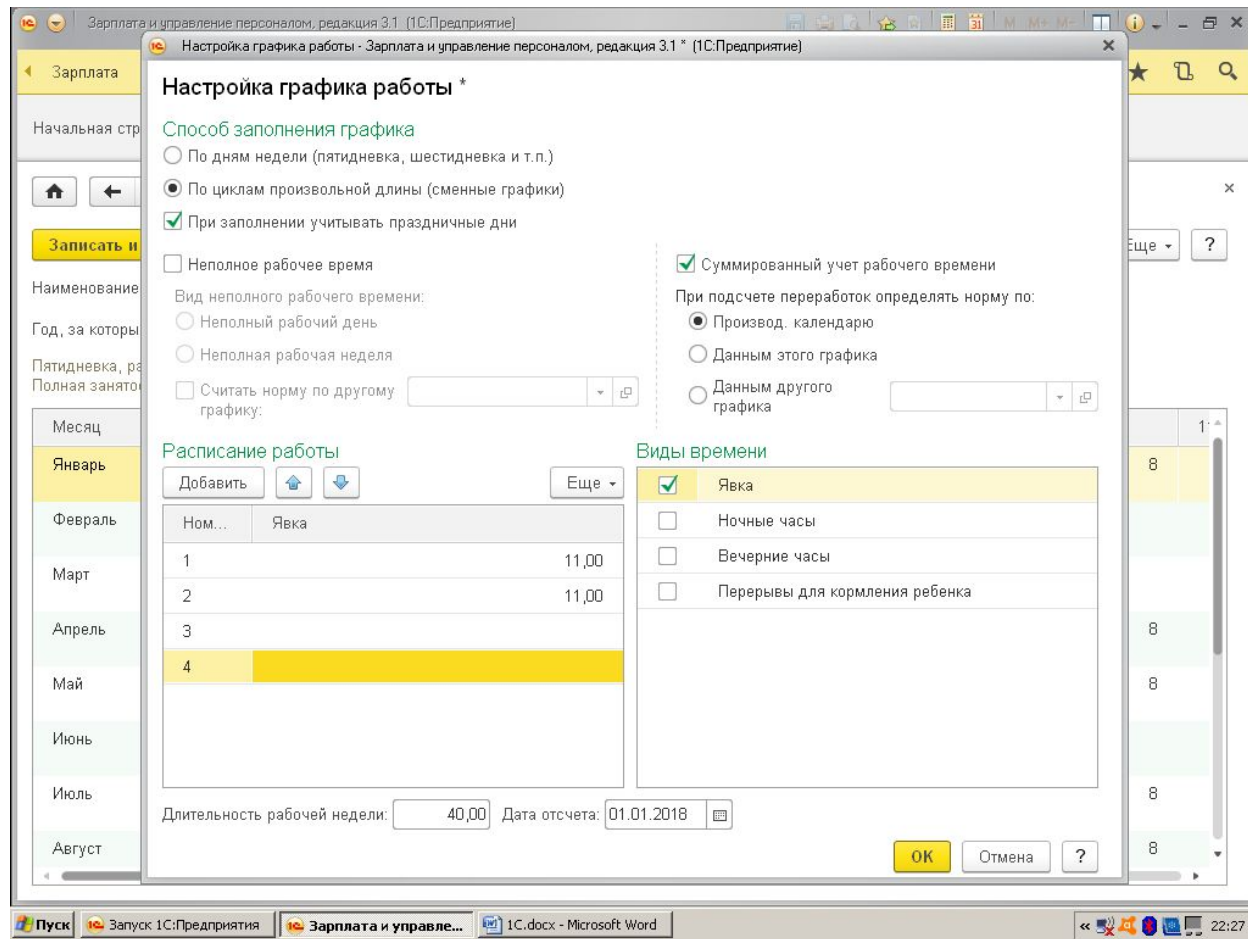 Зарплата и управление персоналом, редакция 3.1 (1С:Предприятие)
M M+ M-
Настройка графика работы - Зарплата и управление персоналом, редакция 3.1 * (1С:Предприятие)
Зарплата
Настройка графика работы *
Начальная стр
Способ заполнения графика
По дням недели (пятидневка, шестидневка и т.п.)
По циклам произвольной длины (сменные графики)
При заполнении учитывать праздничные дни
Записать и
Еще
?
Неполное рабочее время
Суммированный учет рабочего времени
Наименование
Вид неполного рабочего времени:
При подсчете переработок определять норму по:
Неполный рабочий день
Производ. календарю
Год, за которы
Неполная рабочая неделя
Данным этого графика
Пятидневка, ра
Полная занято
Считать норму по другому
графику:
Данным другого
графика
Месяц
Расписание работы
Виды времени
Январь
8
Добавить
Еще
Явка
Февраль
Ном...
Явка
Ночные часы
1
11,00
Вечерние часы
Март
2
11,00
Перерывы для кормления ребенка
Апрель
3
8
4
Май
8
Июнь
Июль
8
Длительность рабочей недели:
40,00
Дата отсчета:
01.01.2018
Август
8
ОК
Отмена
?
Пуск
Запуск 1С:Предприятия
Зарплата и управле...
1C.docx - Microsoft Word
22:27